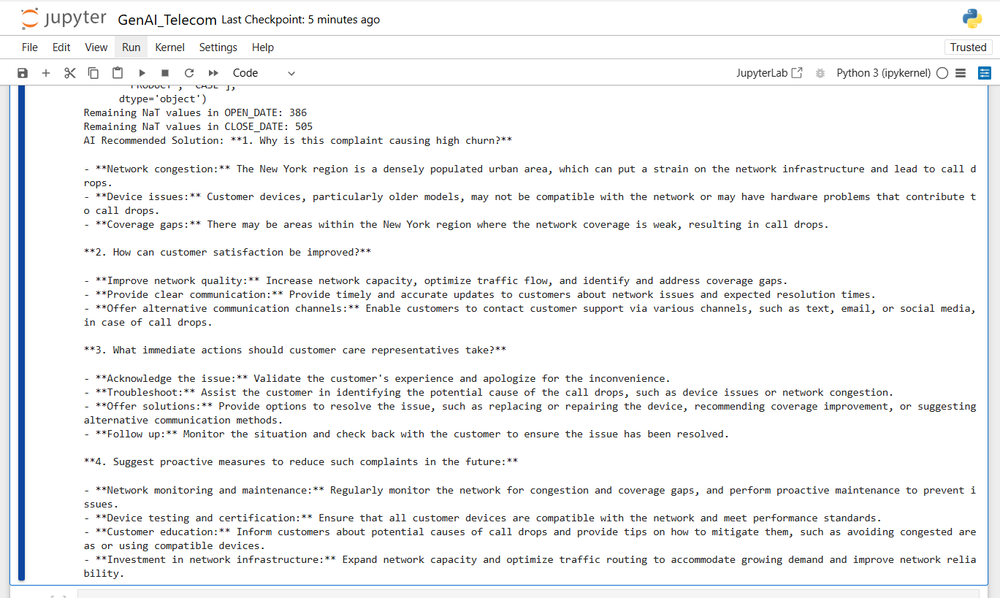 jupyter GenAI_Telecom Last Checkpoint: 5 minutes ago
File Edit View Run Kernel Settings Help Trusted
Code JupyterLab Python 3 (ipykernel)
'PRODUCT', 'CASE'],
dtype='object')
Remaining NaT values in OPEN_DATE: 386
Remaining NaT values in CLOSE_DATE: 505
AI Recommended Solution: **1. Why is this complaint causing high churn?**
- **Network congestion:** The New York region is a densely populated urban area, which can put a strain on the network infrastructure and lead to call d
rops.
- **Device issues:** Customer devices, particularly older models, may not be compatible with the network or may have hardware problems that contribute t
o call drops.
- **Coverage gaps:** There may be areas within the New York region where the network coverage is weak, resulting in call drops.
**2. How can customer satisfaction be improved?**
- **Improve network quality:** Increase network capacity, optimize traffic flow, and identify and address coverage gaps.
- **Provide clear communication:** Provide timely and accurate updates to customers about network issues and expected resolution times.
- **Offer alternative communication channels:** Enable customers to contact customer support via various channels, such as text, email, or social media,
in case of call drops.
**3. What immediate actions should customer care representatives take?**
- **Acknowledge the issue:** Validate the customer's experience and apologize for the inconvenience.
- **Troubleshoot:** Assist the customer in identifying the potential cause of the call drops, such as device issues or network congestion.
- **Offer solutions:** Provide options to resolve the issue, such as replacing or repairing the device, recommending coverage improvement, or suggesting
alternative communication methods.
- **Follow up:** Monitor the situation and check back with the customer to ensure the issue has been resolved.
**4. Suggest proactive measures to reduce such complaints in the future:**
- **Network monitoring and maintenance:** Regularly monitor the network for congestion and coverage gaps, and perform proactive maintenance to prevent i
ssues.
- **Device testing and certification:** Ensure that all customer devices are compatible with the network and meet performance standards.
- **Customer education:** Inform customers about potential causes of call drops and provide tips on how to mitigate them, such as avoiding congested are
as or using compatible devices.
- **Investment in network infrastructure:** Expand network capacity and optimize traffic routing to accommodate growing demand and improve network relia
bility.
[ ]